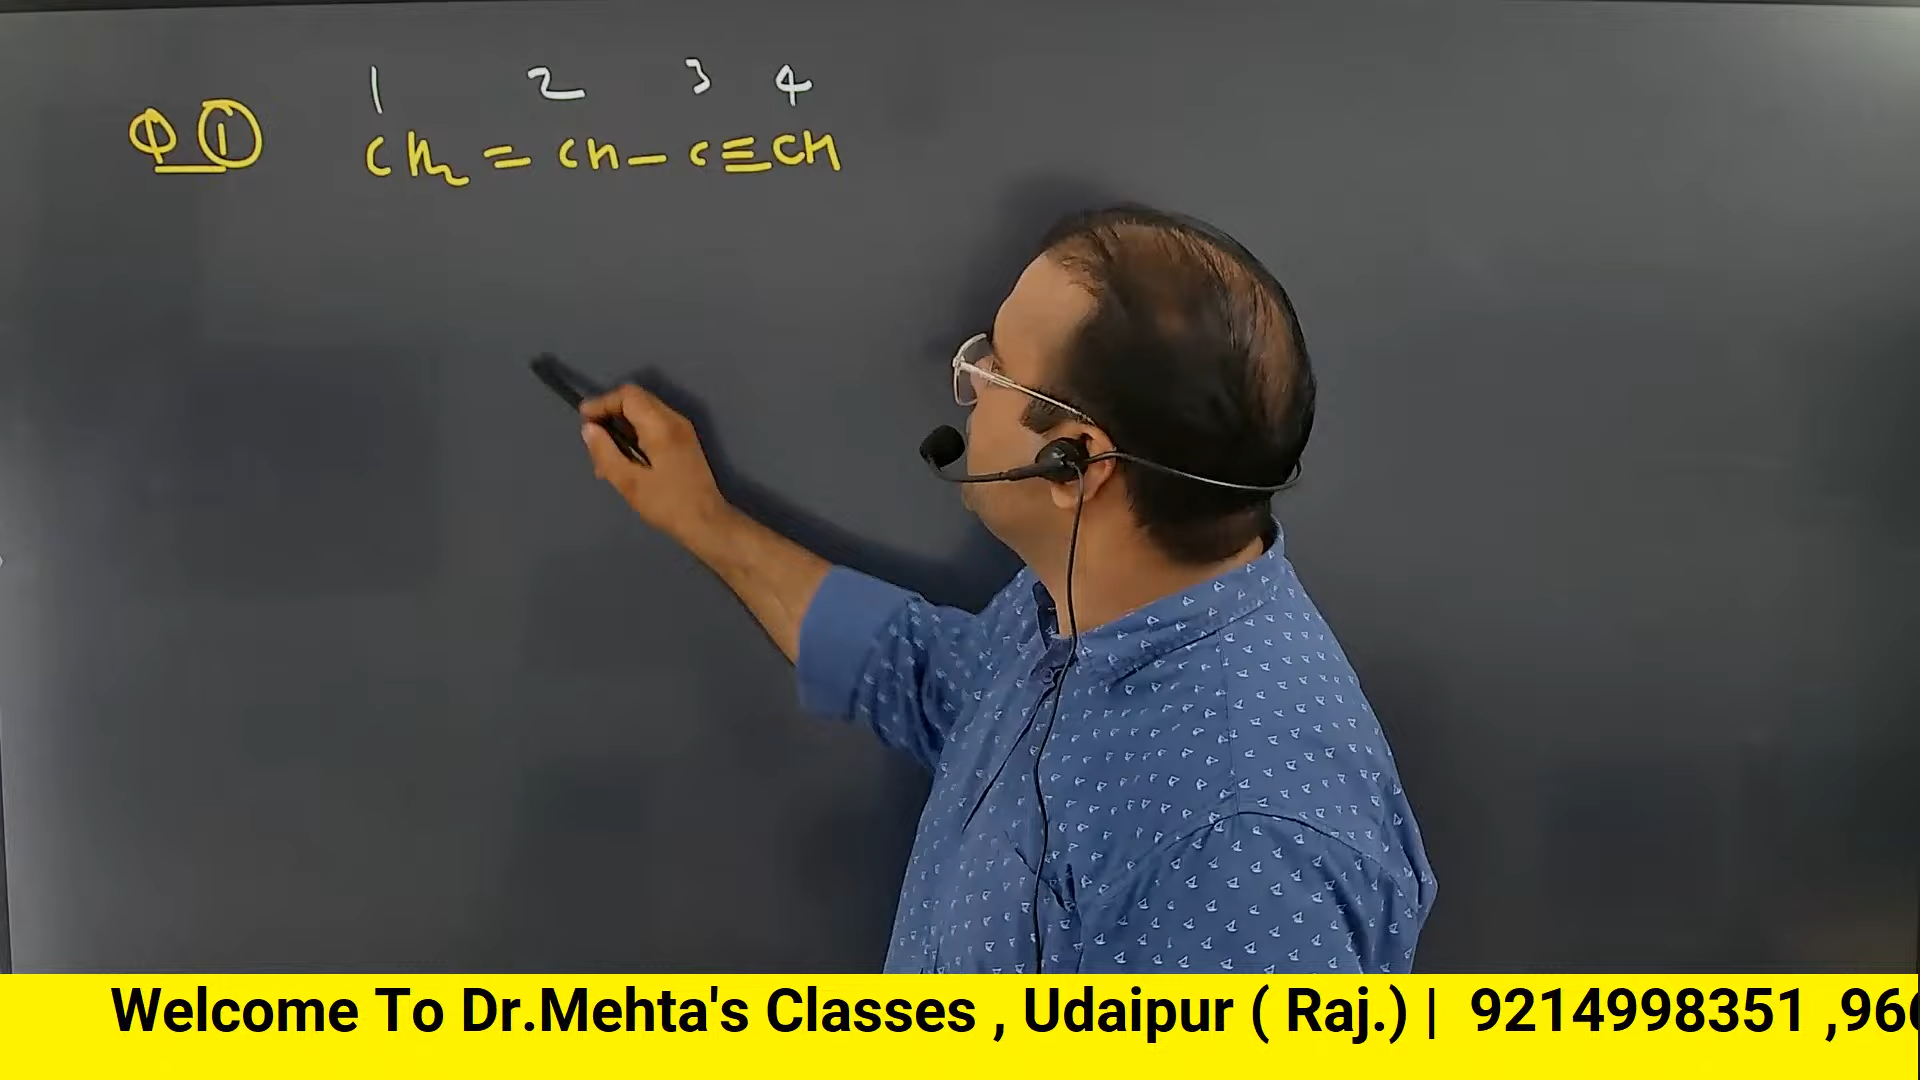 1 2 3 4
Q ① CH₂ = CH – C ≡ CH
Welcome To Dr.Mehta's Classes , Udaipur ( Raj.) | 9214998351 ,96